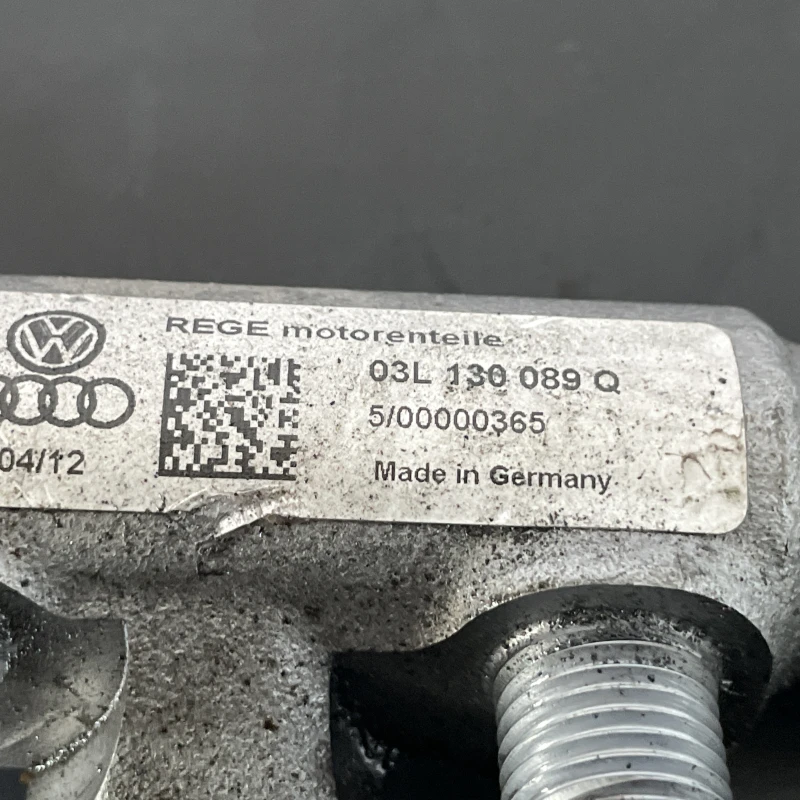 REGE motorenteile
03L 130 089 Q
5/00000365
04/12
Made in Germany